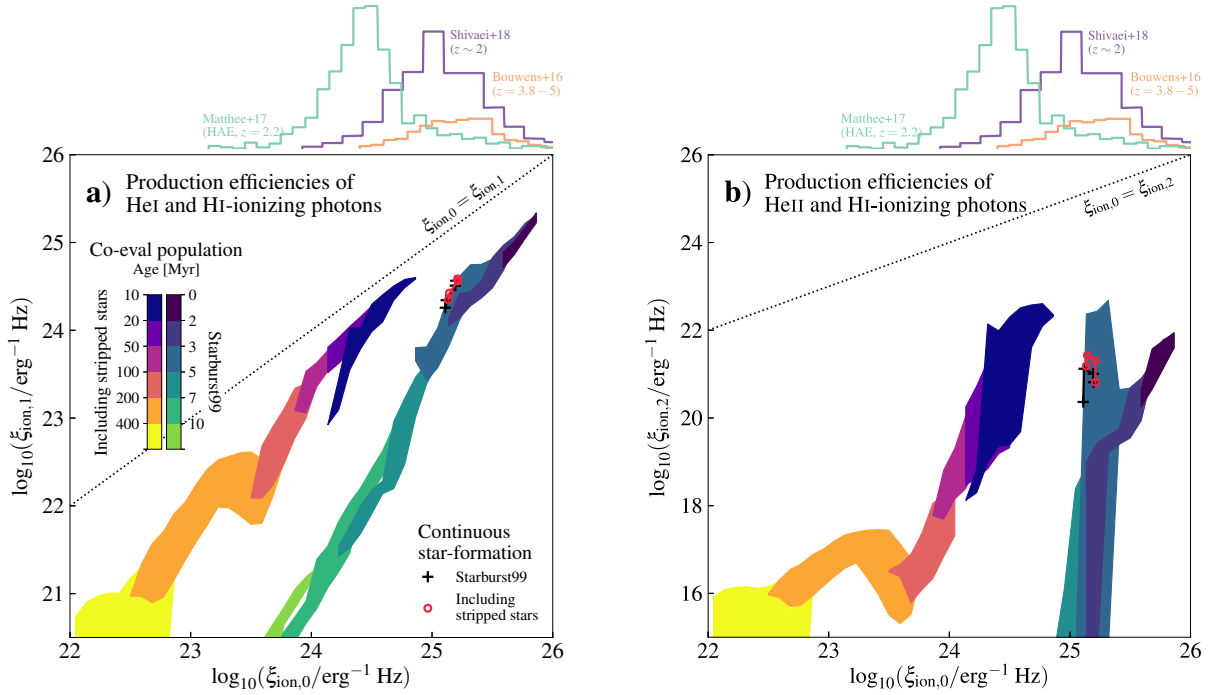 Shivaei+18
(z ~ 2)
Bouwens+16
(z = 3.8 − 5)
Matthee+17
(HAE, z = 2.2)
a) Production efficiencies of
HeI and HI-ionizing photons
ξion,0 = ξion,1
Co-eval population
Age [Myr]
10 0
20 2
50 3
100 5
200 7
400 10
Including stripped stars
Starburst99
Continuous
star-formation
Starburst99
Including
stripped stars
26
25
24
23
22
21
log10(ξion,1/erg−1 Hz)
22 23 24 25 26
log10(ξion,0/erg−1 Hz)
Shivaei+18
(z ~ 2)
Bouwens+16
(z = 3.8 − 5)
Matthee+17
(HAE, z = 2.2)
b) Production efficiencies of
HeII and HI-ionizing photons
ξion,0 = ξion,2
26
24
22
20
18
16
log10(ξion,2/erg−1 Hz)
22 23 24 25 26
log10(ξion,0/erg−1 Hz)